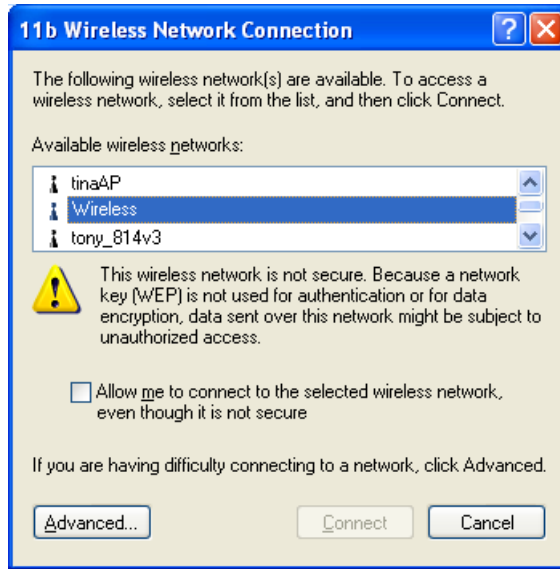 11b Wireless Network Connection
The following wireless network(s) are available. To access a
wireless network, select it from the list, and then click Connect.
Available wireless networks:
tinaAP
Wireless
tony_814v3
This wireless network is not secure. Because a network
key (WEP) is not used for authentication or for data
encryption, data sent over this network might be subject to
unauthorized access.
Allow me to connect to the selected wireless network,
even though it is not secure
If you are having difficulty connecting to a network, click Advanced.
Advanced... Connect Cancel